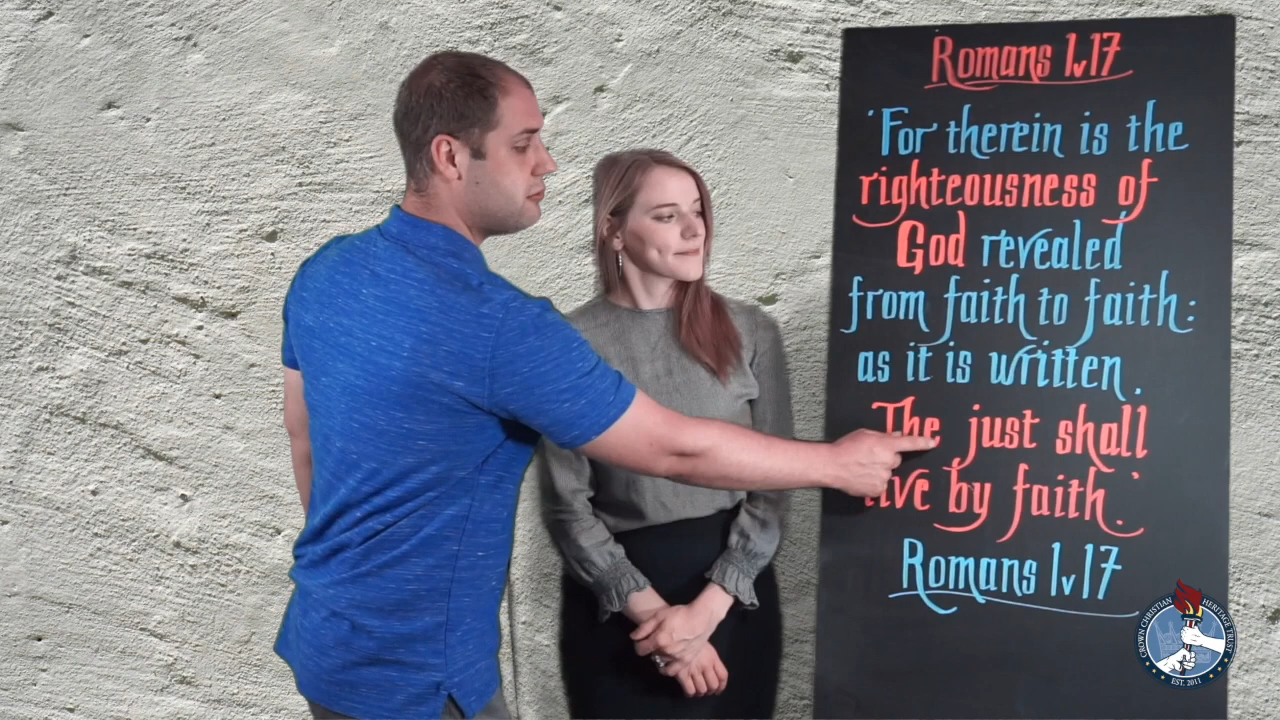 Romans 1v17
'For therein is the
righteousness of
God revealed
from faith to faith:
as it is written.
The just shall
live by faith.'
Romans 1v17
CROWN CHRISTIAN HERITAGE TRUST
EST. 2011